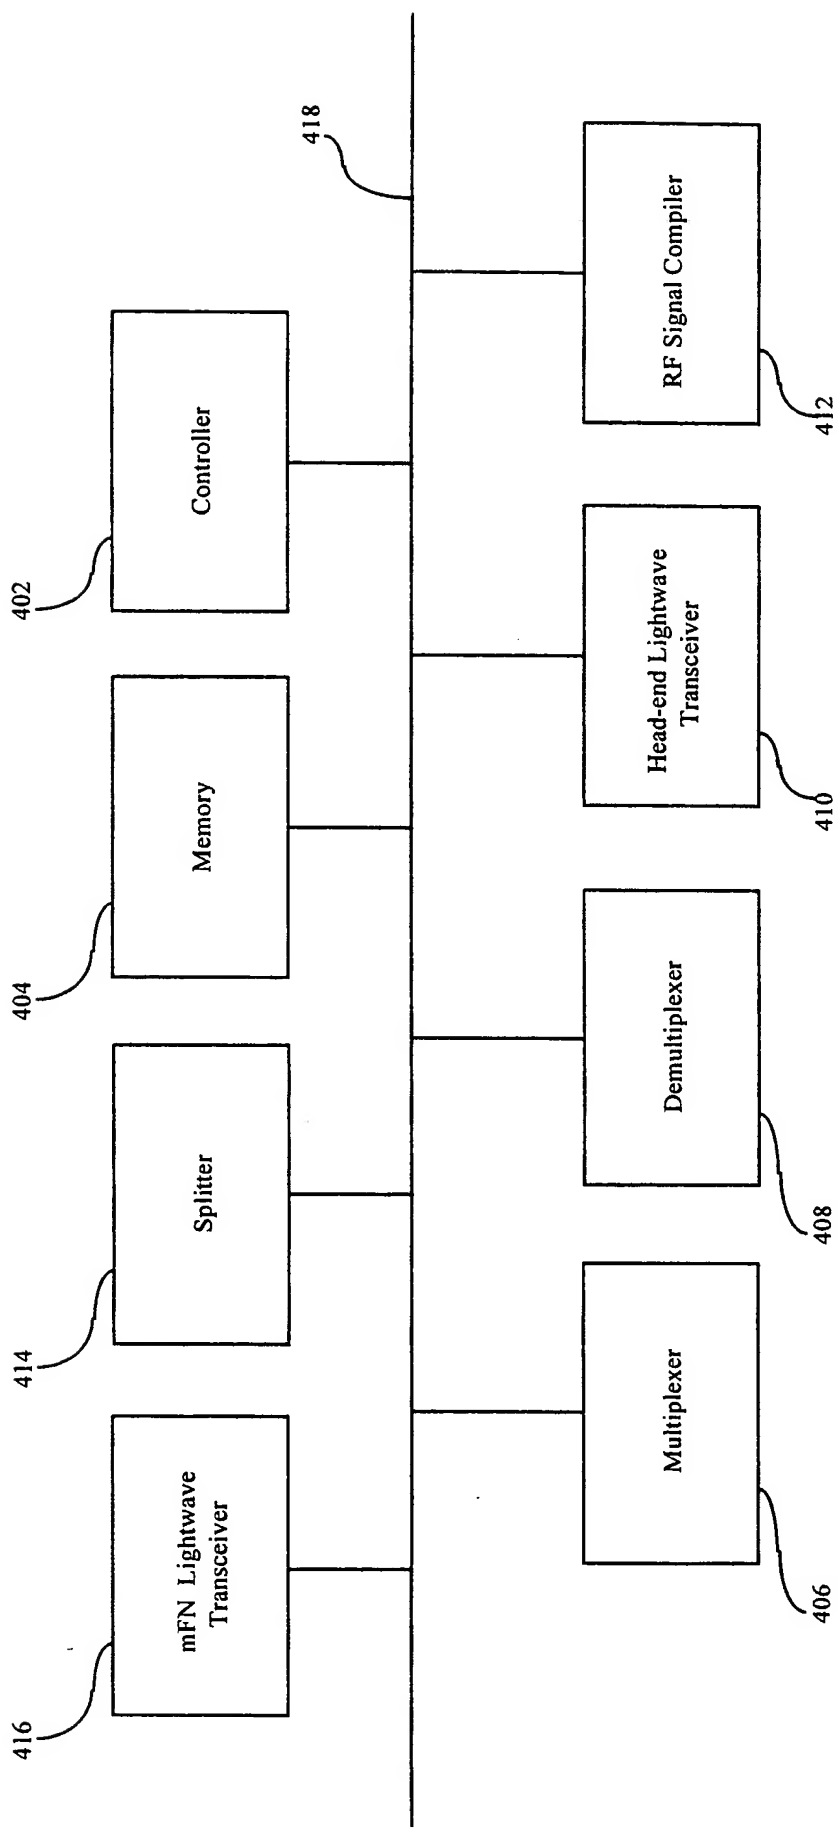 416
mFN Lightwave
Transceiver
414
Splitter
404
Memory
402
Controller
418
406
Multiplexer
408
Demultiplexer
410
Head-end Lightwave
Transceiver
412
RF Signal Compiler